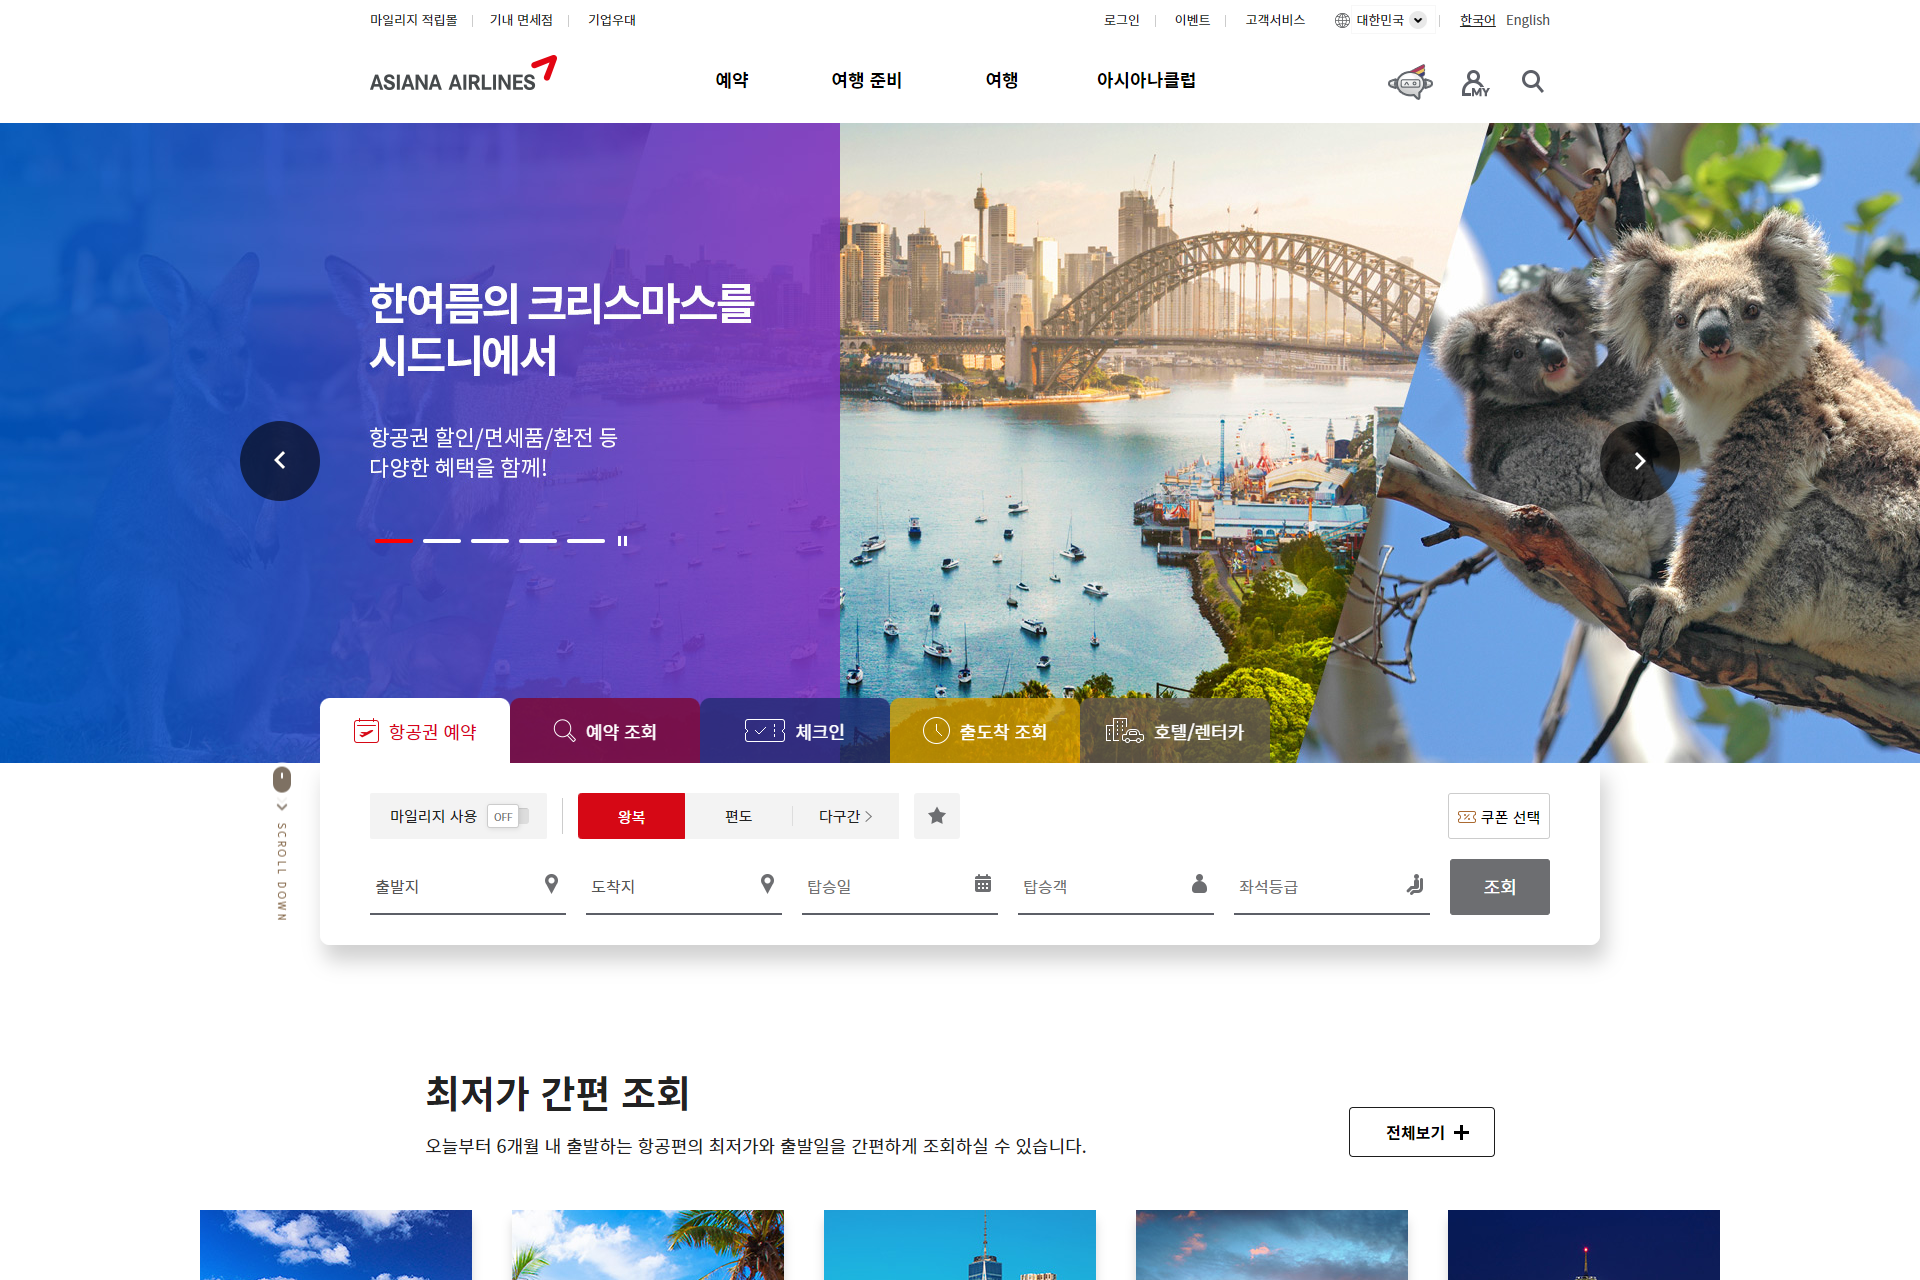 마일리지 적립몰
기내 면세점
기업우대
로그인
이벤트
고객서비스
대한민국
한국어
English
ASIANA AIRLINES
예약
여행 준비
여행
아시아나클럽
MY
한여름의 크리스마스를
시드니에서
항공권 할인/면세품/환전 등
다양한 혜택을 함께!
항공권 예약
예약 조회
체크인
출도착 조회
호텔/렌터카
SCROLL DOWN
마일리지 사용
OFF
왕복
편도
다구간
쿠폰 선택
출발지
도착지
탑승일
탑승객
좌석등급
조회
최저가 간편 조회
오늘부터 6개월 내 출발하는 항공편의 최저가와 출발일을 간편하게 조회하실 수 있습니다.
전체보기